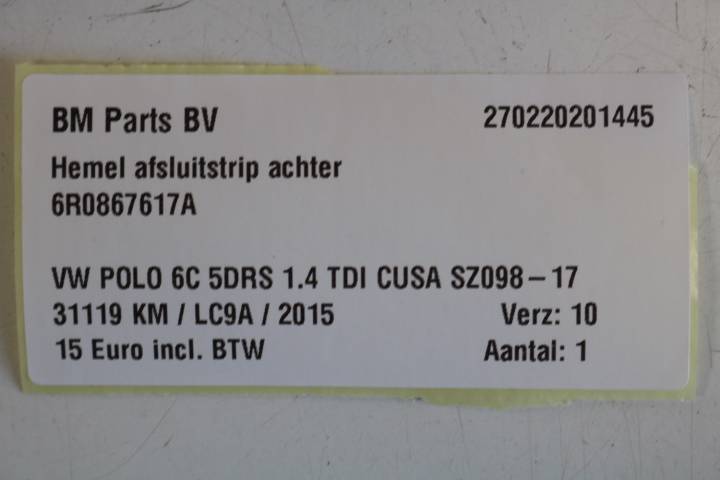 BM Parts BV 270220201445
Hemel afsluitstrip achter
6R0867617A
VW POLO 6C 5DRS 1.4 TDI CUSA SZ098-17
31119 KM / LC9A / 2015 Verz: 10
15 Euro incl. BTW Aantal: 1